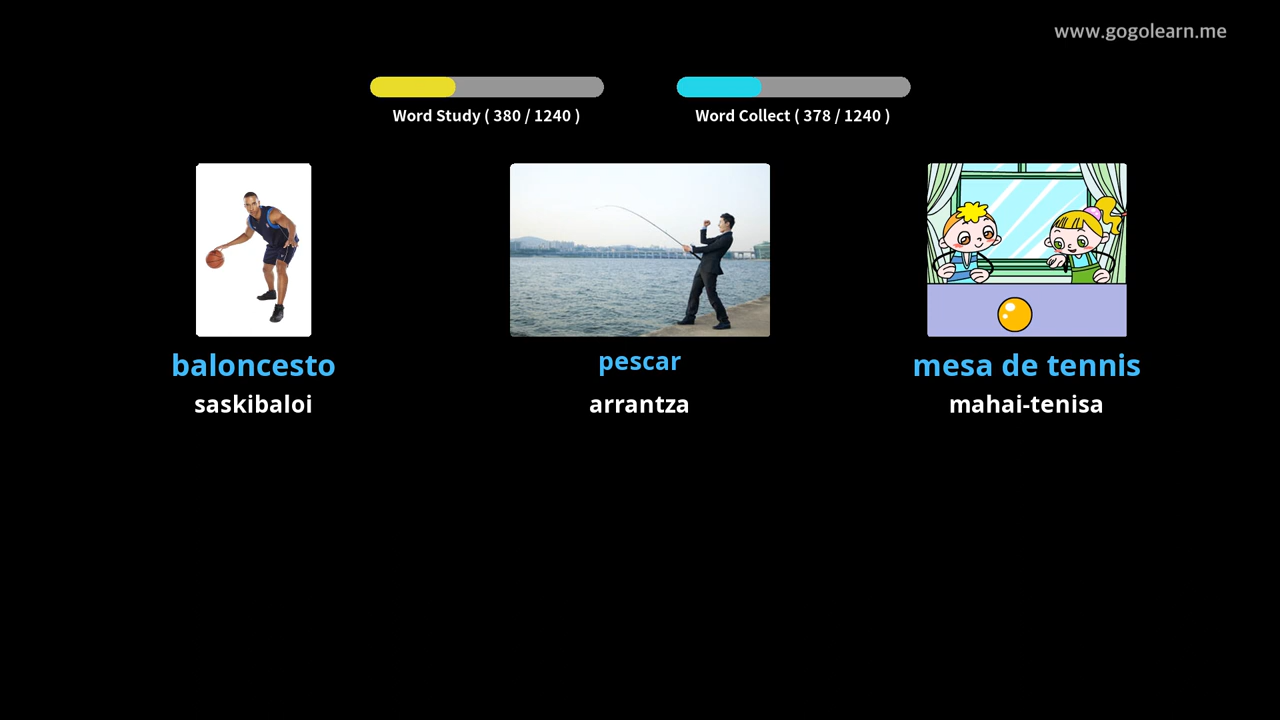 www.gogolearn.me
Word Study ( 380 / 1240 )
Word Collect ( 378 / 1240 )
baloncesto
saskibaloi
pescar
arrantza
mesa de tennis
mahai-tenisa